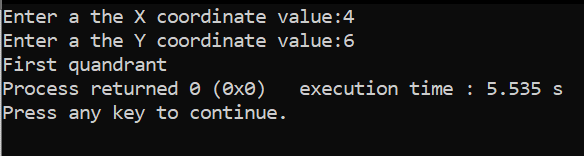 Enter a the X coordinate value:4
Enter a the Y coordinate value:6
First quandrant
Process returned 0 (0x0)   execution time : 5.535 s
Press any key to continue.